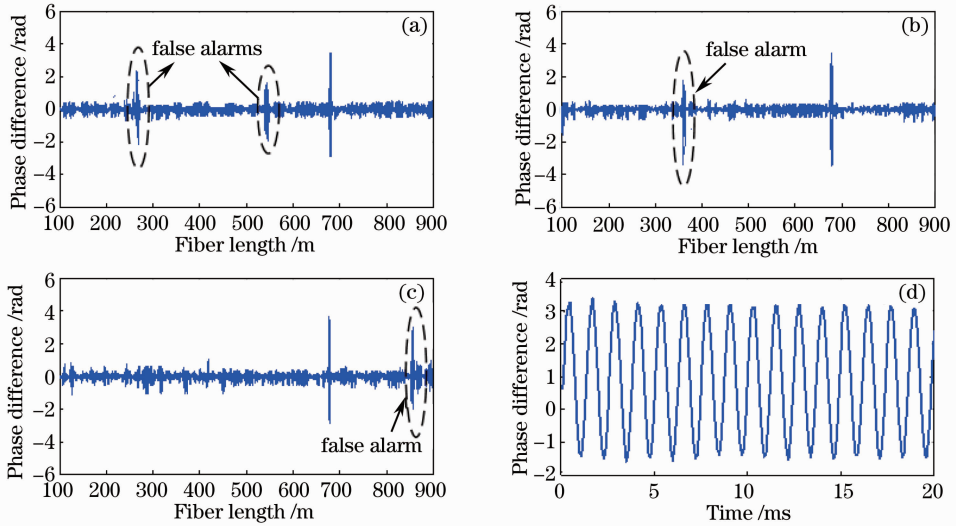 (a)
false alarms
Phase difference /rad
6
4
2
0
−2
−4
−6
100 200 300 400 500 600 700 800 900
Fiber length /m
(b)
false alarm
Phase difference /rad
6
4
2
0
−2
−4
−6
100 200 300 400 500 600 700 800 900
Fiber length /m
(c)
false alarm
Phase difference /rad
6
4
2
0
−2
−4
−6
100 200 300 400 500 600 700 800 900
Fiber length /m
(d)
Phase difference /rad
4
3
2
1
0
−1
−2
0 5 10 15 20
Time /ms